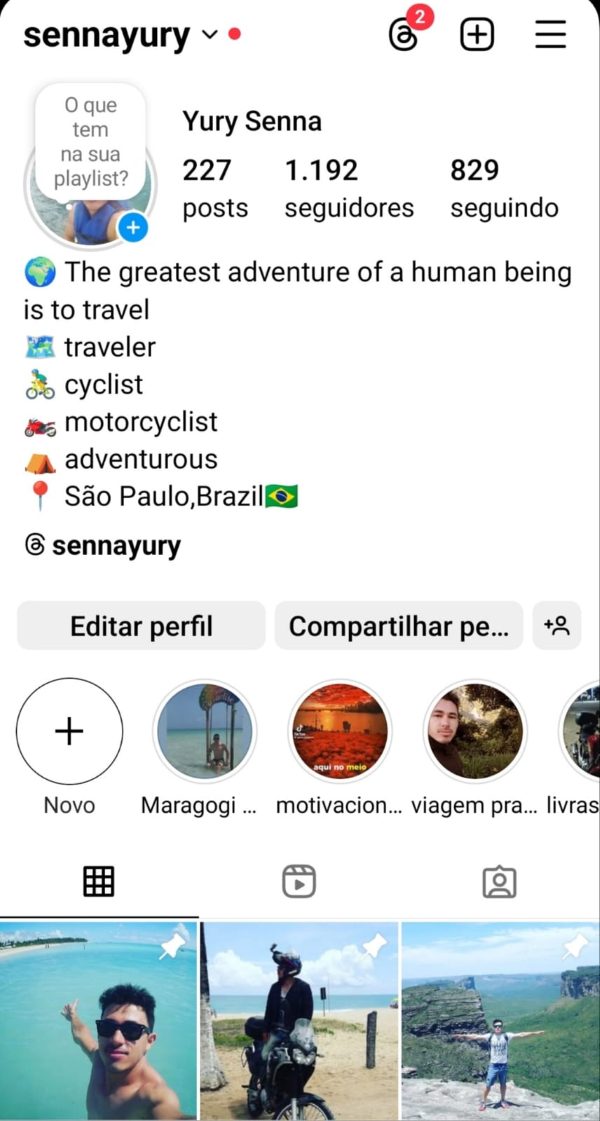 sennayury
2
O que
tem
na sua
playlist?
Yury Senna
227 1.192 829
posts seguidores seguindo
🌍 The greatest adventure of a human being
is to travel
🗺️ traveler
🚴 cyclist
🏍️ motorcyclist
⛺ adventurous
📍 São Paulo,Brazil🇧🇷
sennayury
Editar perfil Compartilhar pe...
aqui no meio
Novo Maragogi ... motivacion... viagem pra... livras